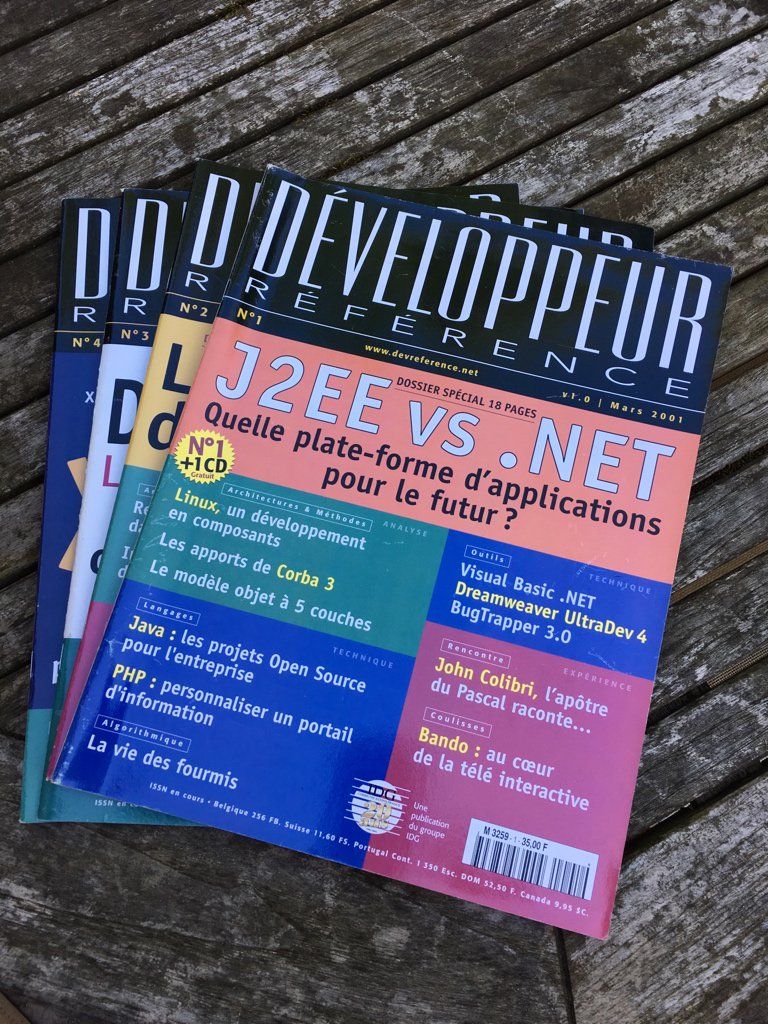 DÉVELOPPEUR
RÉFÉRENCE
N°1
www.devreference.net
v1.0 | Mars 2001
J2EE vs .NET
DOSSIER SPÉCIAL 18 PAGES
Quelle plate-forme d'applications
pour le futur ?
N°1
+1CD
Gratuit
Architectures & Méthodes
ANALYSE
Linux, un développement
en composants
Les apports de Corba 3
Le modèle objet à 5 couches
Outils
TECHNIQUE
Visual Basic .NET
Dreamweaver UltraDev 4
BugTrapper 3.0
Langages
TECHNIQUE
Java : les projets Open Source
pour l'entreprise
PHP : personnaliser un portail
d'information
Algorithmique
La vie des fourmis
Rencontre
EXPÉRIENCE
John Colibri, l'apôtre
du Pascal raconte...
Coulisses
Bando : au cœur
de la télé interactive
IDG
Une
publication
du groupe
IDG
M 3259 - 1 - 35,00 F
ISSN en cours • Belgique 256 FB. Suisse 11,60 FS. Portugal Cont. 1 350 Esc. DOM 52,50 F. Canada 9,95 $C.
N°2
N°3
N°4